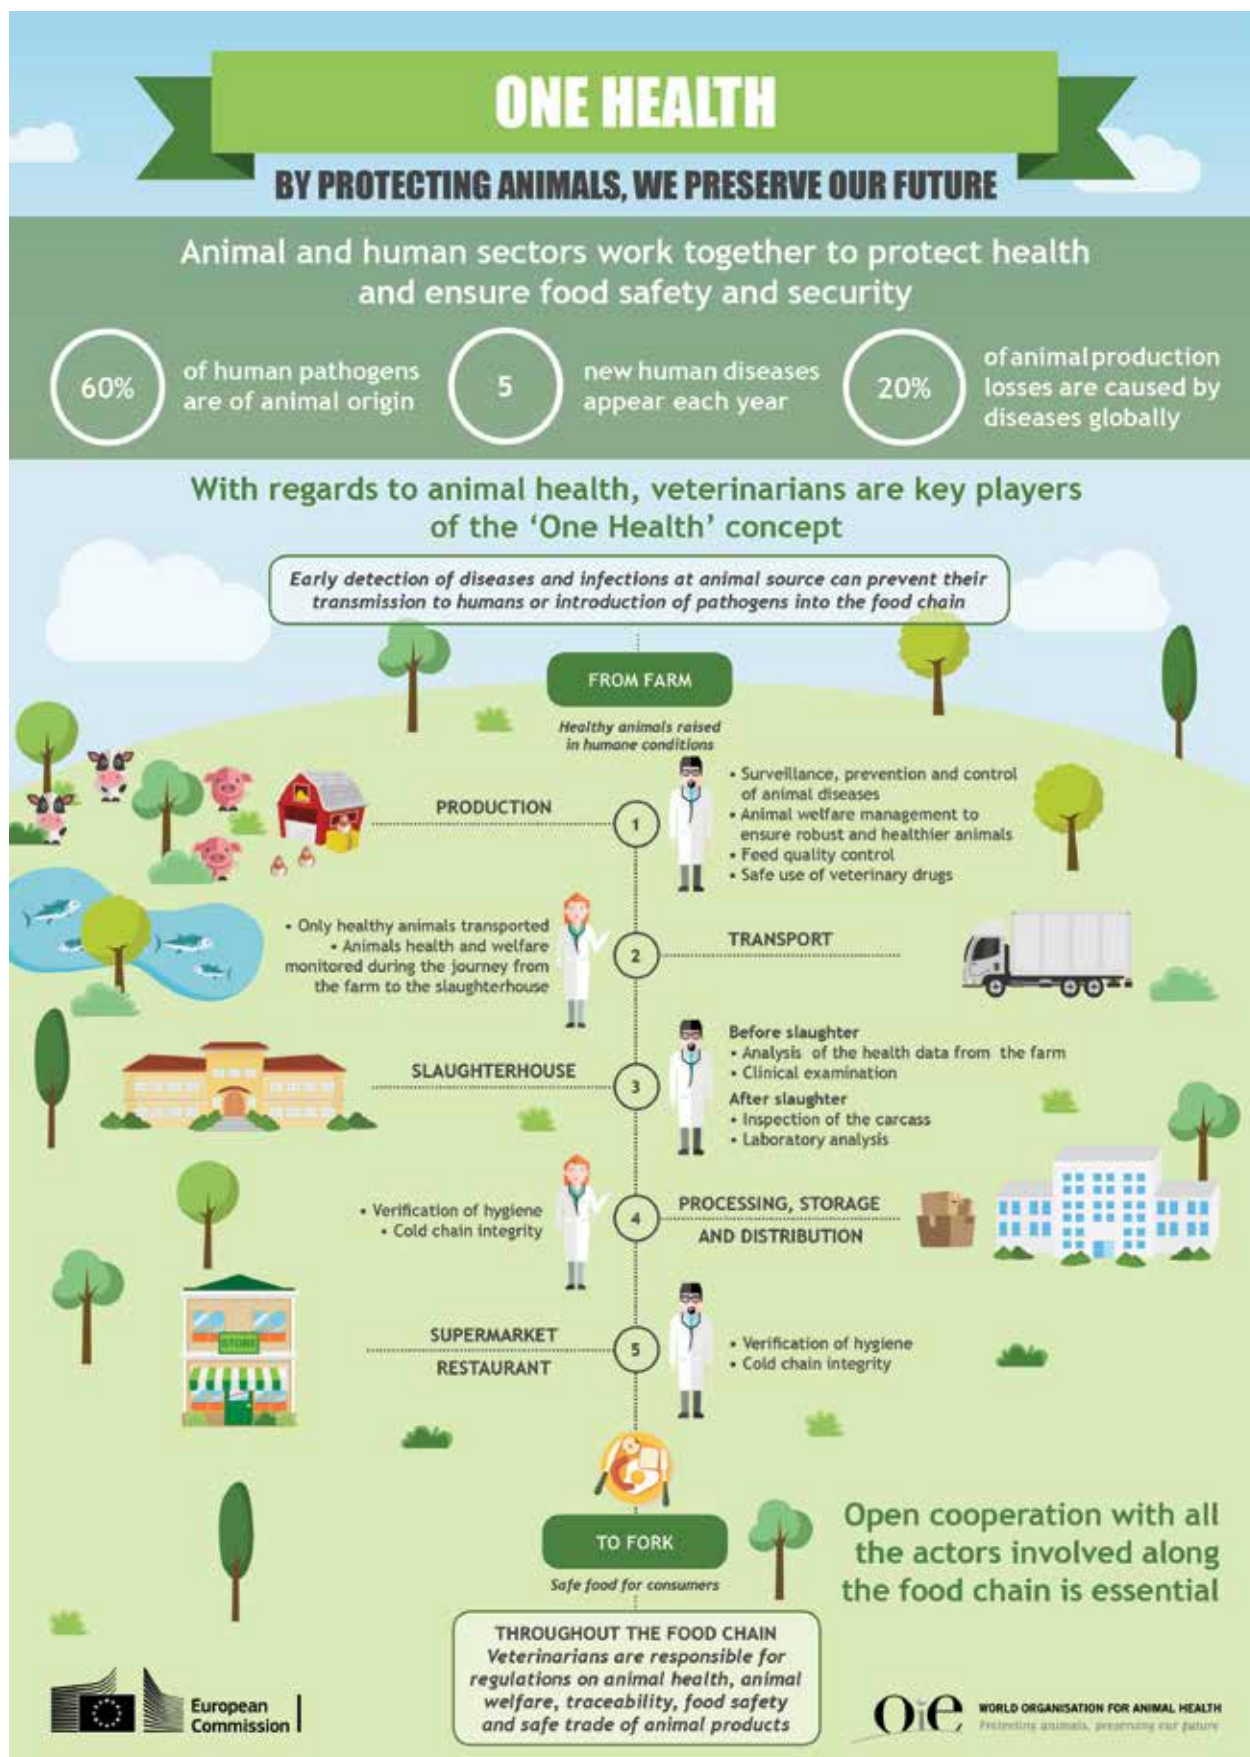 ONE HEALTH
BY PROTECTING ANIMALS, WE PRESERVE OUR FUTURE
Animal and human sectors work together to protect health
and ensure food safety and security
60%
of human pathogens
are of animal origin
5
new human diseases
appear each year
20%
of animal production
losses are caused by
diseases globally
With regards to animal health, veterinarians are key players
of the ‘One Health’ concept
Early detection of diseases and infections at animal source can prevent their
transmission to humans or introduction of pathogens into the food chain
FROM FARM
Healthy animals raised
in humane conditions
PRODUCTION
1
• Surveillance, prevention and control
of animal diseases
• Animal welfare management to
ensure robust and healthier animals
• Feed quality control
• Safe use of veterinary drugs
• Only healthy animals transported
• Animals health and welfare
monitored during the journey from
the farm to the slaughterhouse
2
TRANSPORT
SLAUGHTERHOUSE
3
Before slaughter
• Analysis of the health data from the farm
• Clinical examination
After slaughter
• Inspection of the carcass
• Laboratory analysis
• Verification of hygiene
• Cold chain integrity
4
PROCESSING, STORAGE
AND DISTRIBUTION
STORE
SUPERMARKET
RESTAURANT
5
• Verification of hygiene
• Cold chain integrity
TO FORK
Safe food for consumers
Open cooperation with all
the actors involved along
the food chain is essential
THROUGHOUT THE FOOD CHAIN
Veterinarians are responsible for
regulations on animal health, animal
welfare, traceability, food safety
and safe trade of animal products
European
Commission
Oie
WORLD ORGANISATION FOR ANIMAL HEALTH
Protecting animals, preserving our future